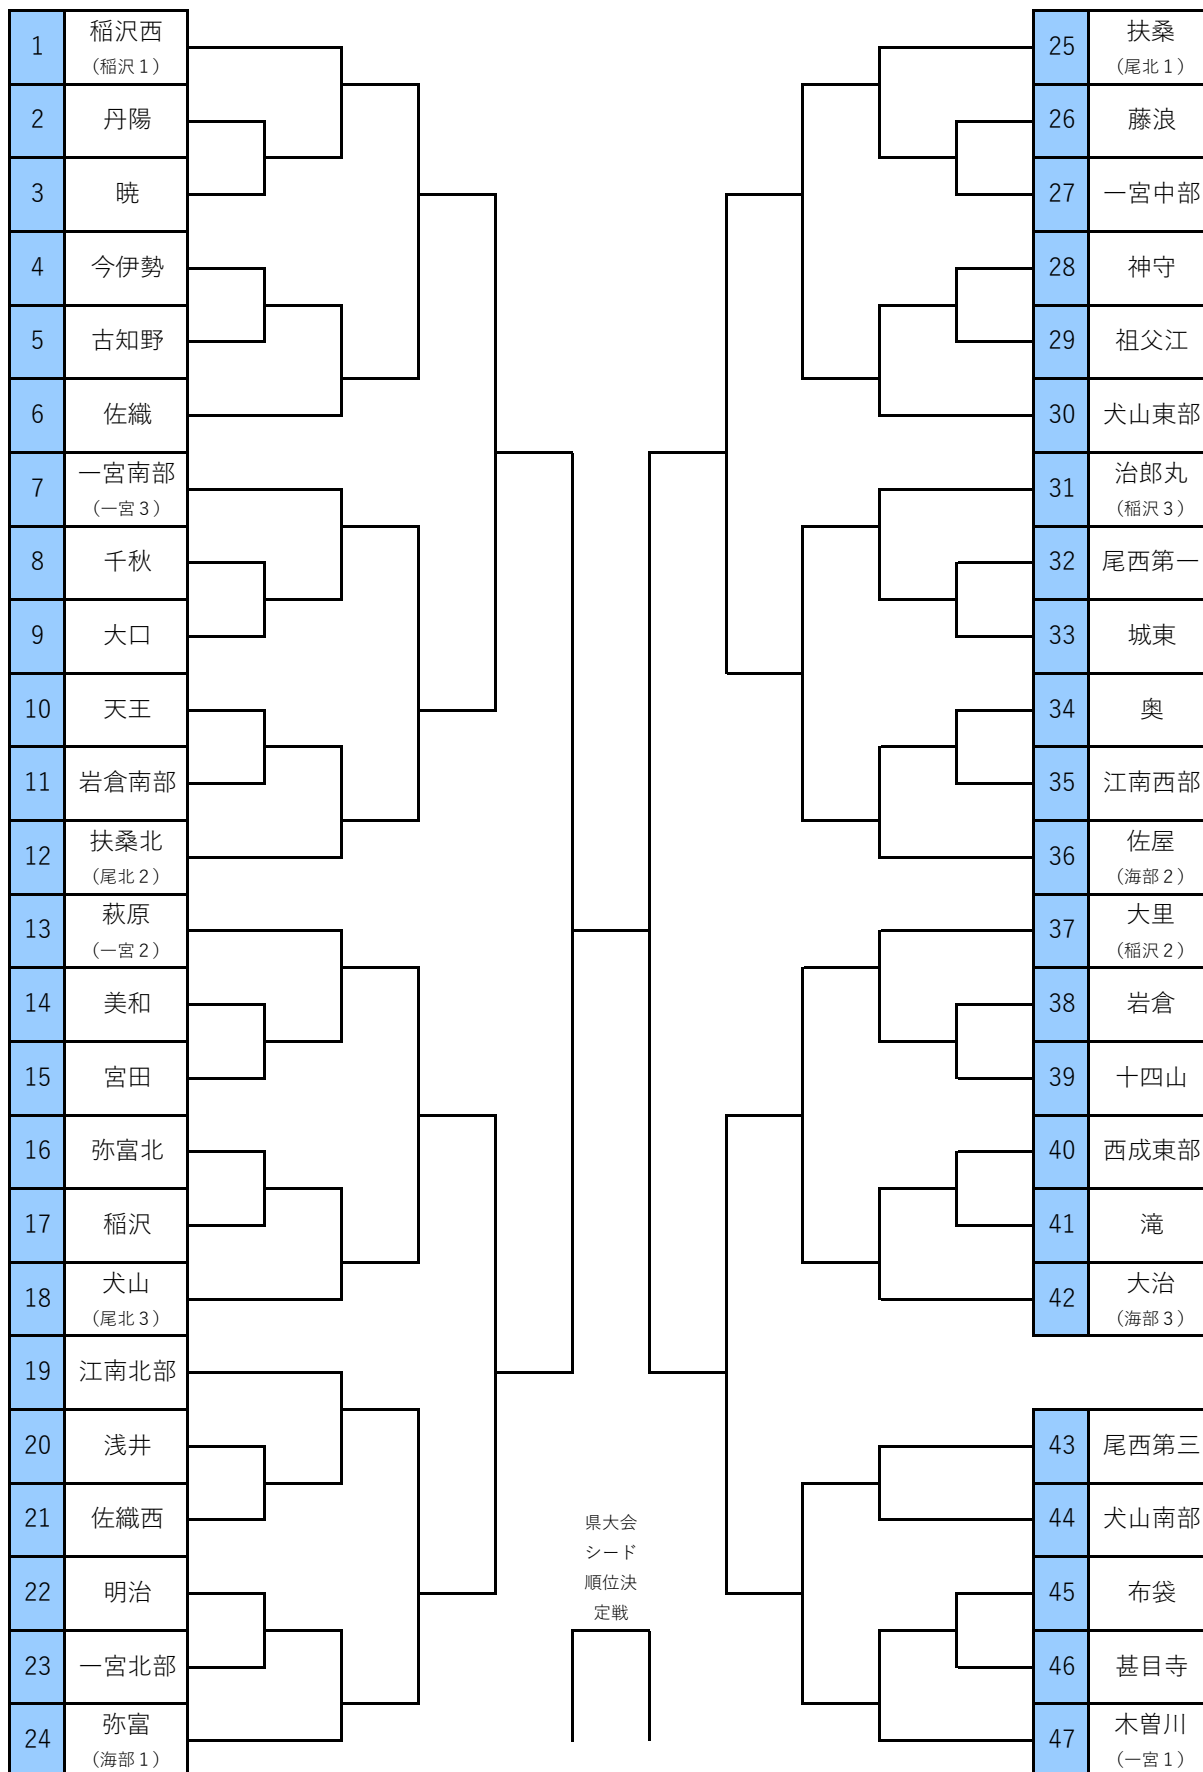 1 稲沢西
（稲沢１）
2 丹陽
3 暁
4 今伊勢
5 古知野
6 佐織
7 一宮南部
（一宮３）
8 千秋
9 大口
10 天王
11 岩倉南部
12 扶桑北
（尾北２）
13 萩原
（一宮２）
14 美和
15 宮田
16 弥富北
17 稲沢
18 犬山
（尾北３）
19 江南北部
20 浅井
21 佐織西
22 明治
23 一宮北部
24 弥富
（海部１）
県大会
シード
順位決
定戦
25 扶桑
（尾北１）
26 藤浪
27 一宮中部
28 神守
29 祖父江
30 犬山東部
31 治郎丸
（稲沢３）
32 尾西第一
33 城東
34 奥
35 江南西部
36 佐屋
（海部２）
37 大里
（稲沢２）
38 岩倉
39 十四山
40 西成東部
41 滝
42 大治
（海部３）
43 尾西第三
44 犬山南部
45 布袋
46 甚目寺
47 木曽川
（一宮１）